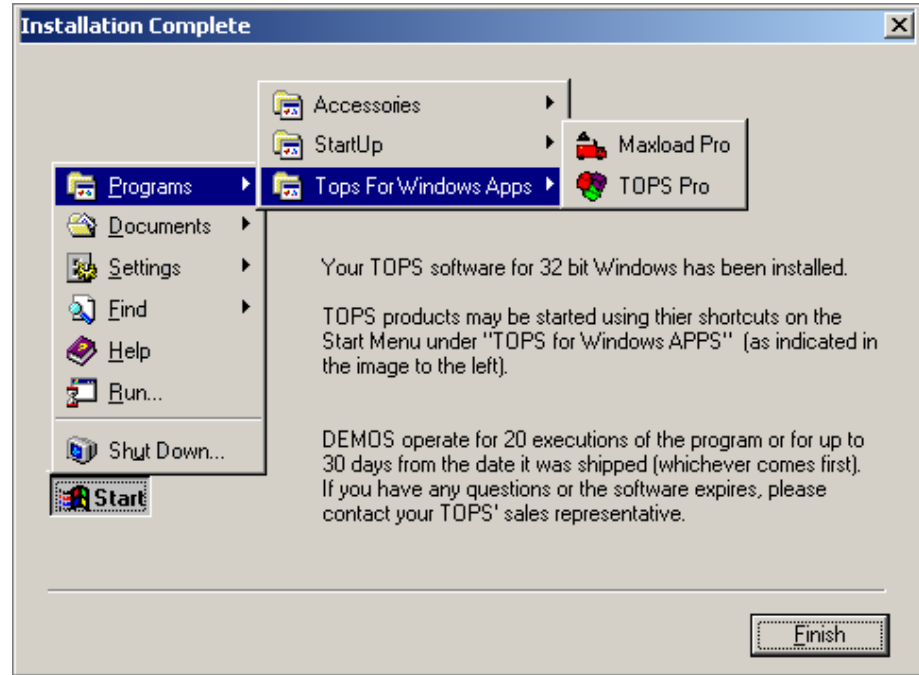 Installation Complete
Accessories
StartUp
Tops For Windows Apps
Maxload Pro
TOPS Pro
Programs
Documents
Settings
Find
Help
Run...
Shut Down...
Start
Your TOPS software for 32 bit Windows has been installed.
TOPS products may be started using thier shortcuts on the
Start Menu under "TOPS for Windows APPS" (as indicated in
the image to the left).
DEMOS operate for 20 executions of the program or for up to
30 days from the date it was shipped (whichever comes first).
If you have any questions or the software expires, please
contact your TOPS' sales representative.
Finish